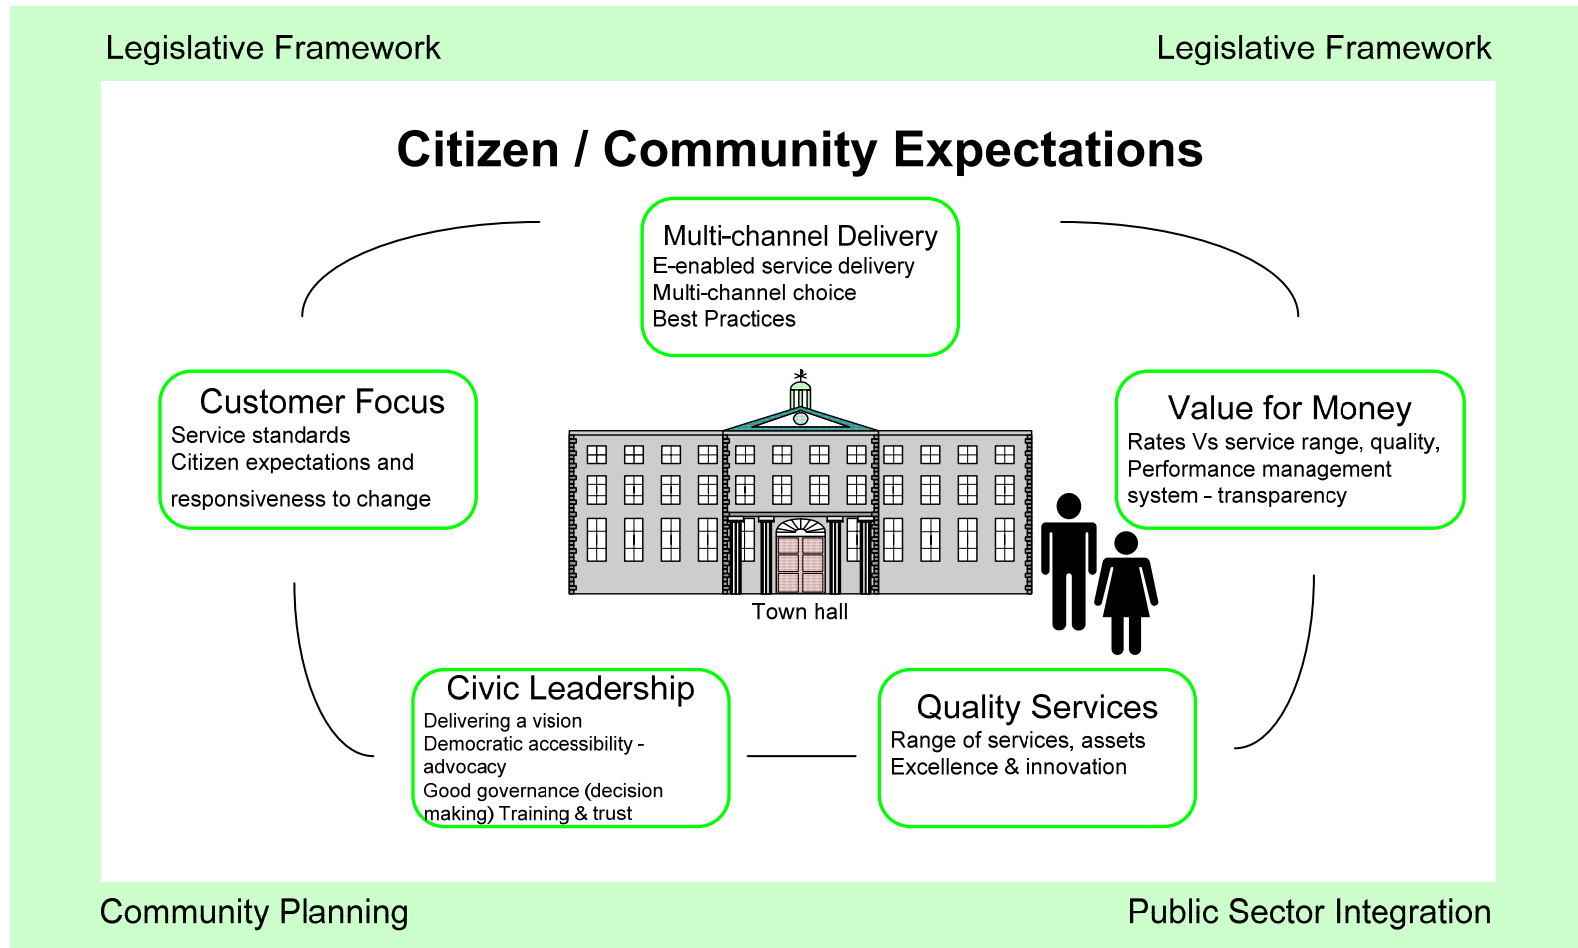 Legislative Framework
Legislative Framework
Citizen / Community Expectations
Multi-channel Delivery
E-enabled service delivery
Multi-channel choice
Best Practices
Customer Focus
Service standards
Citizen expectations and
responsiveness to change
Value for Money
Rates Vs service range, quality,
Performance management
system - transparency
Town hall
Civic Leadership
Delivering a vision
Democratic accessibility -
advocacy
Good governance (decision
making) Training & trust
Quality Services
Range of services, assets
Excellence & innovation
Community Planning
Public Sector Integration